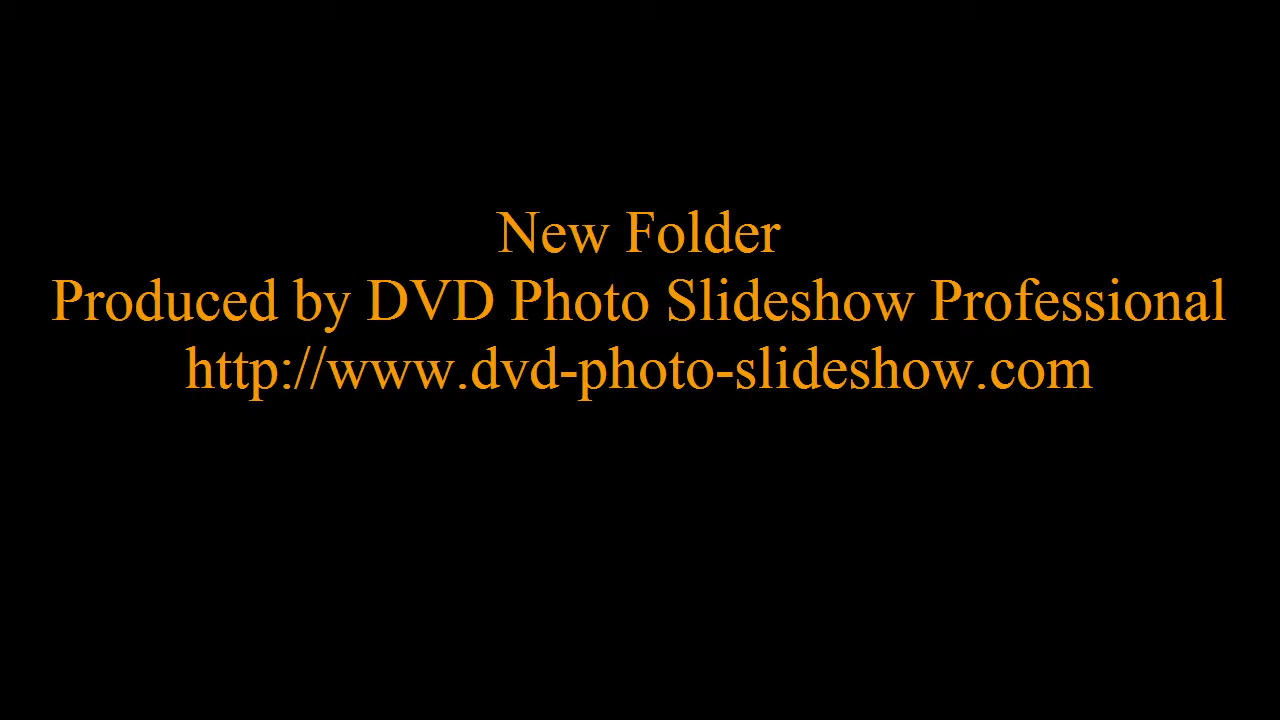 New Folder
Produced by DVD Photo Slideshow Professional
http://www.dvd-photo-slideshow.com